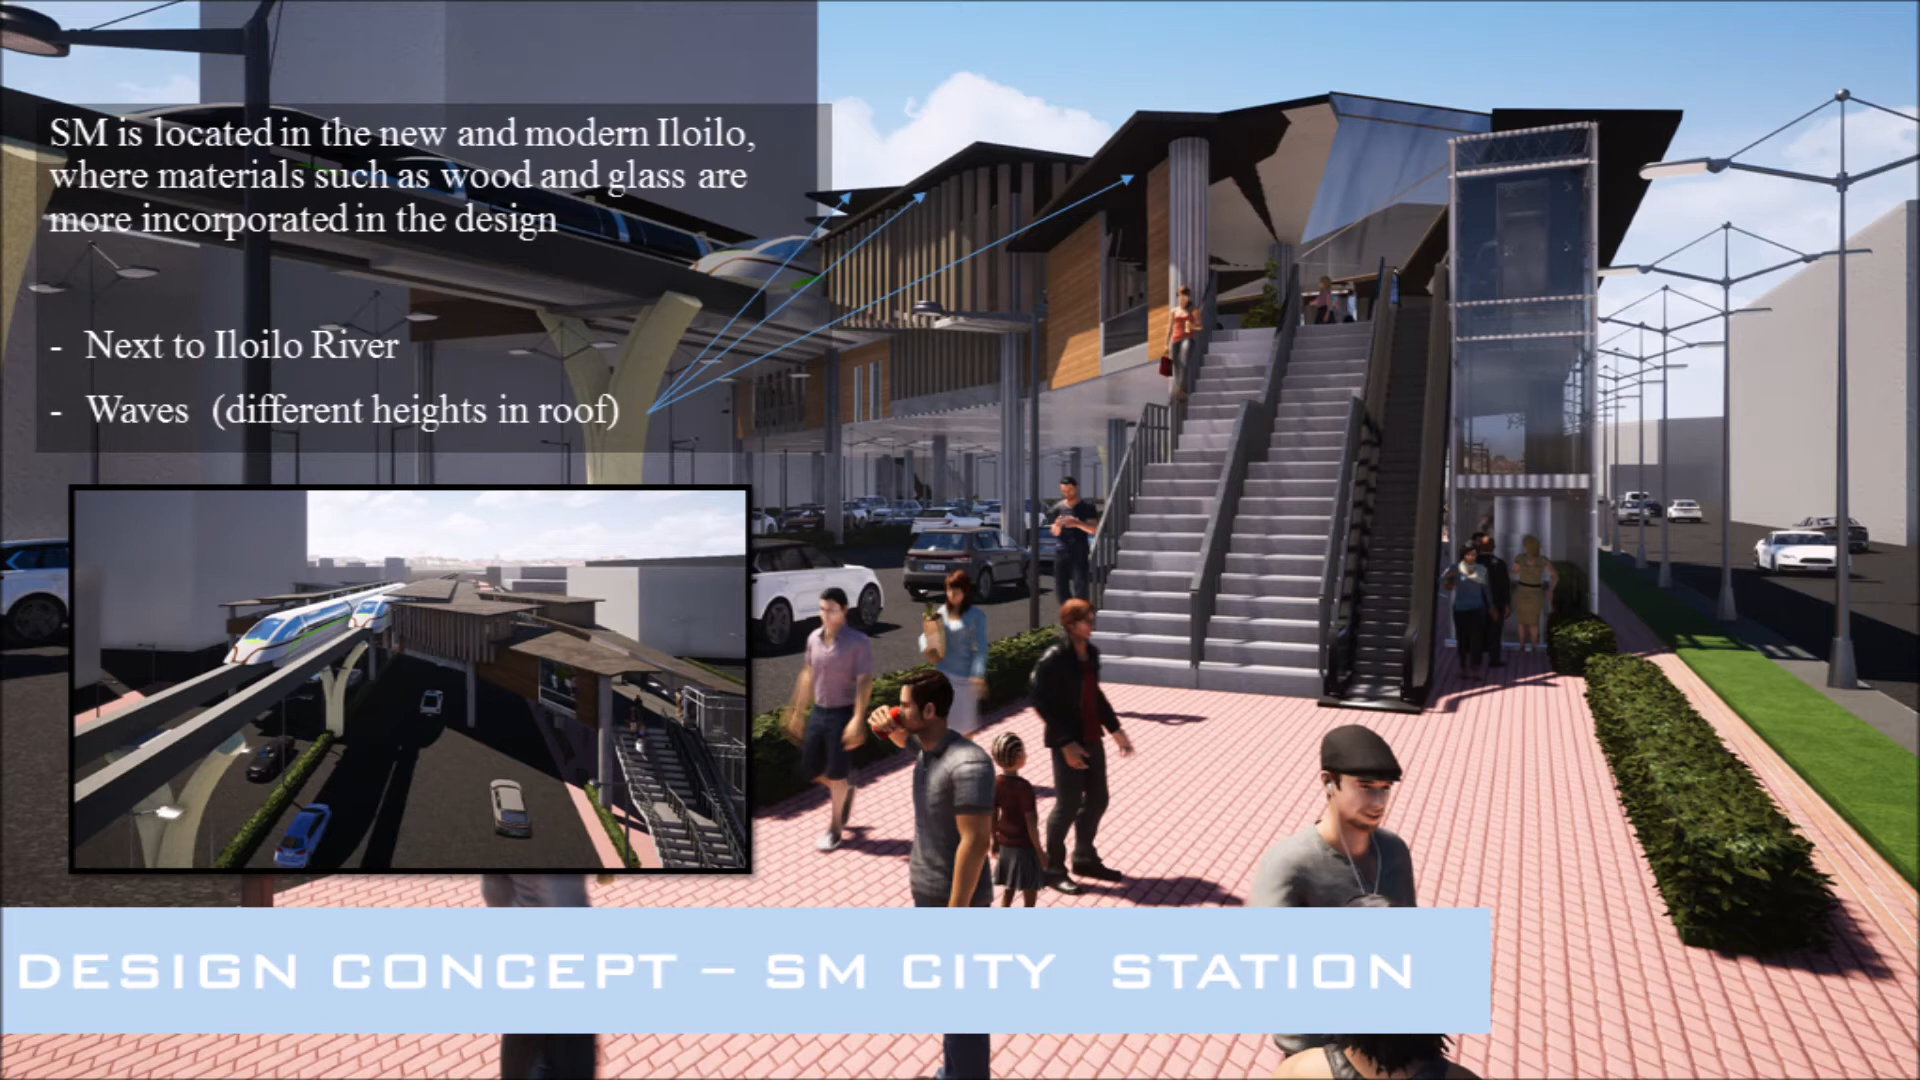 SM is located in the new and modern Iloilo,
where materials such as wood and glass are
more incorporated in the design
- Next to Iloilo River
- Waves (different heights in roof)
DESIGN CONCEPT – SM CITY STATION